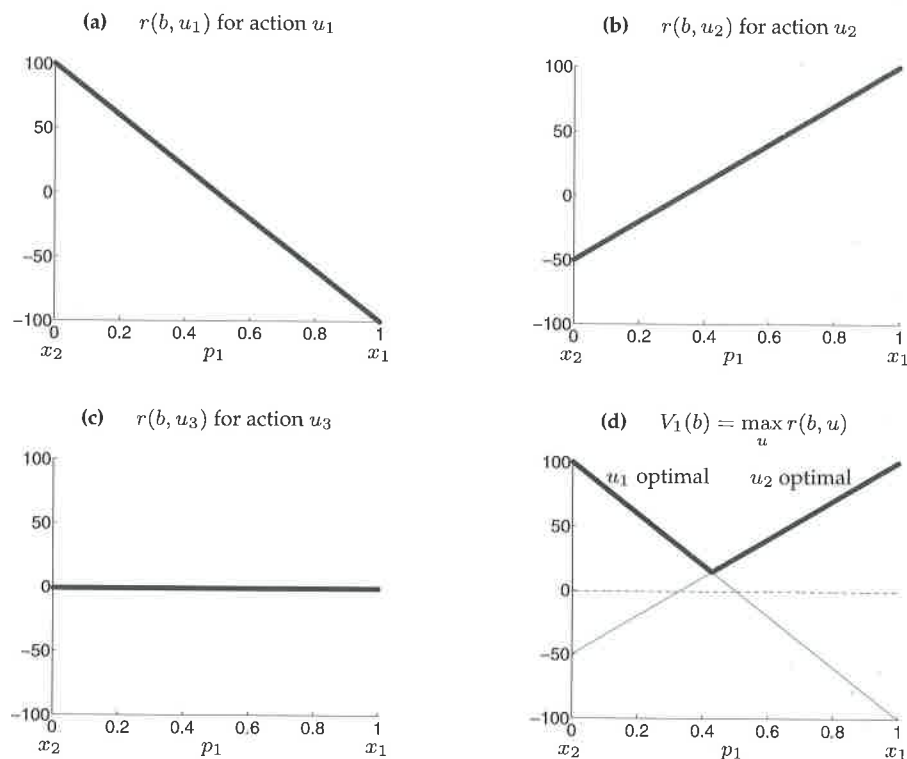 (a) r(b, u₁) for action u₁
100
50
0
−50
−100
0 0.2 0.4 0.6 0.8 1
x₂ p₁ x₁
(b) r(b, u₂) for action u₂
100
50
0
−50
−100
0 0.2 0.4 0.6 0.8 1
x₂ p₁ x₁
(c) r(b, u₃) for action u₃
100
50
0
−50
−100
0 0.2 0.4 0.6 0.8 1
x₂ p₁ x₁
(d) V₁(b) = max r(b, u)
u
u₁ optimal u₂ optimal
100
50
0
−50
−100
0 0.2 0.4 0.6 0.8 1
x₂ p₁ x₁